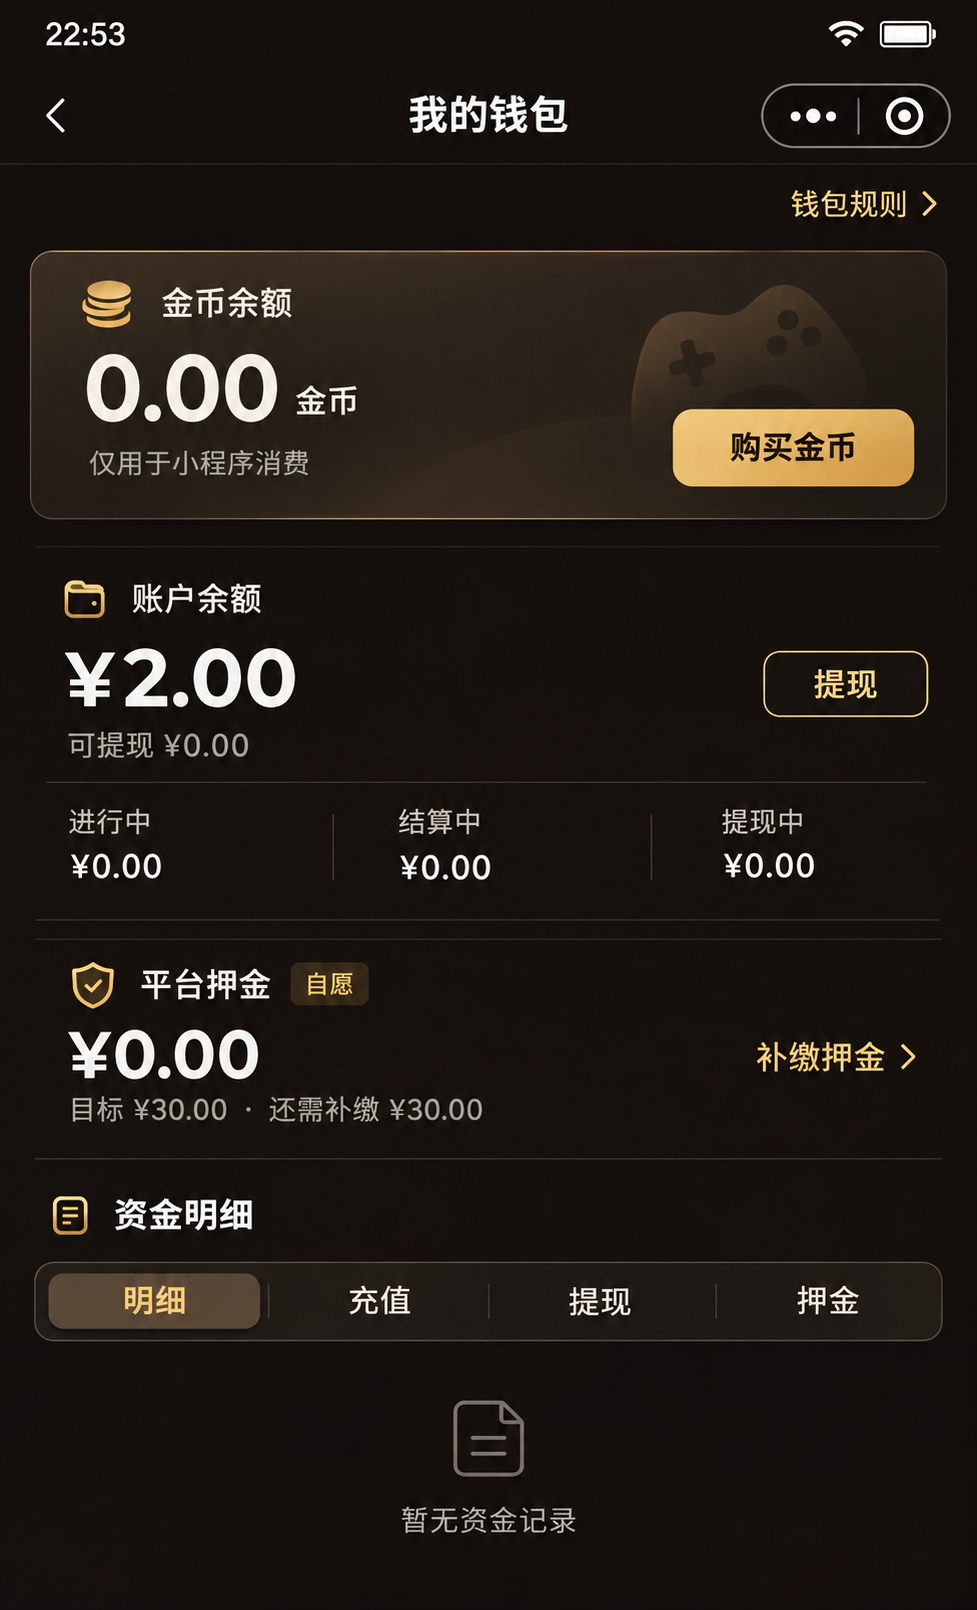 22:53
我的钱包
钱包规则
金币余额
0.00 金币
仅用于小程序消费
购买金币
账户余额
¥2.00
提现
可提现 ¥0.00
进行中
¥0.00
结算中
¥0.00
提现中
¥0.00
平台押金 自愿
¥0.00
补缴押金
目标 ¥30.00 · 还需补缴 ¥30.00
资金明细
明细 充值 提现 押金
暂无资金记录